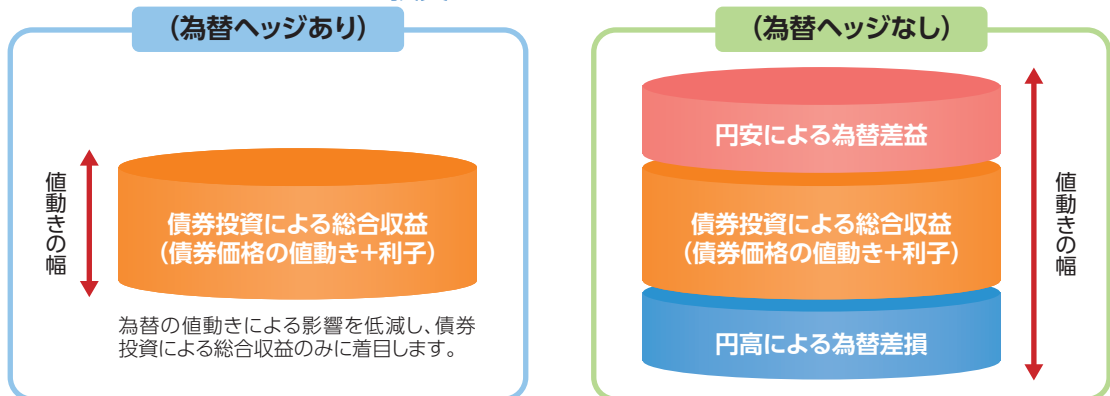 (為替ヘッジあり)
値動きの幅
債券投資による総合収益
(債券価格の値動き+利子)
為替の値動きによる影響を低減し、債券
投資による総合収益のみに着目します。
(為替ヘッジなし)
円安による為替差益
債券投資による総合収益
(債券価格の値動き+利子)
円高による為替差損
値動きの幅